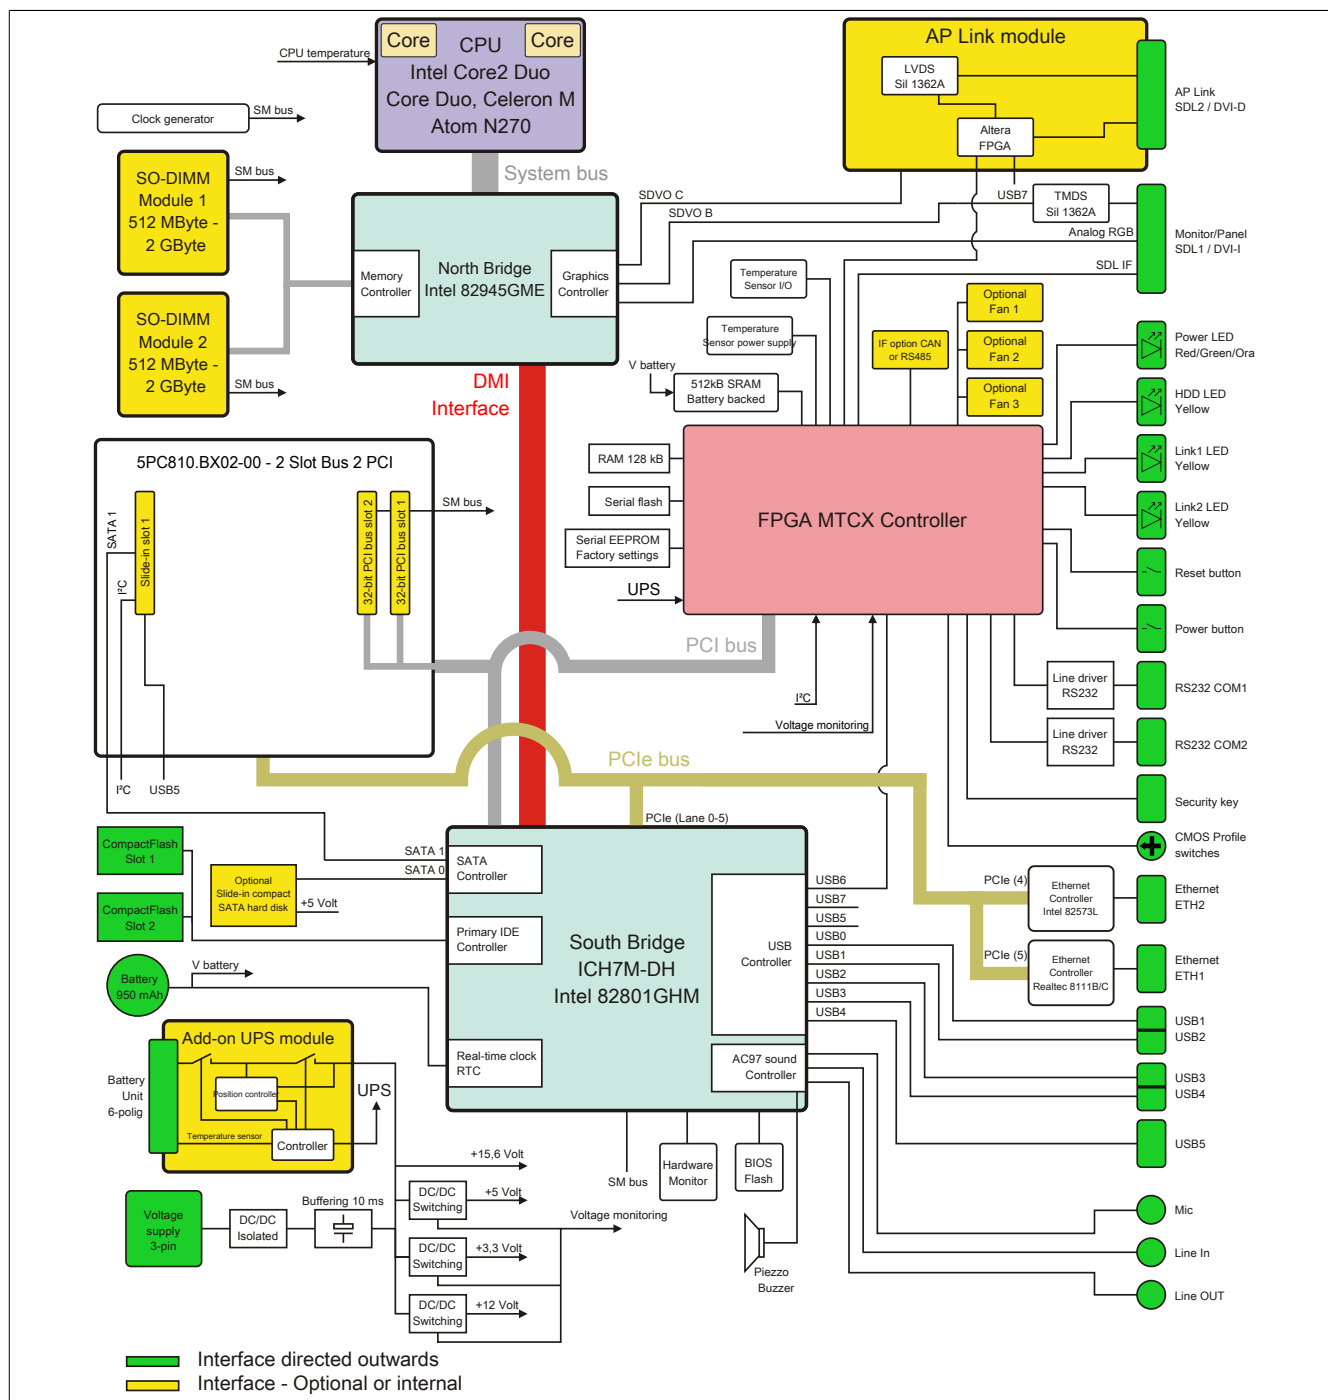 Core
CPU
Core
Intel Core2 Duo
Core Duo, Celeron M
Atom N270
CPU temperature
Clock generator
SM bus
SO-DIMM
Module 1
512 MByte -
2 GByte
SM bus
SO-DIMM
Module 2
512 MByte -
2 GByte
SM bus
System bus
Memory
Controller
North Bridge
Intel 82945GME
Graphics
Controller
DMI
Interface
AP Link module
LVDS
Sil 1362A
Altera
FPGA
AP Link
SDL2 / DVI-D
SDVO C
SDVO B
USB7
TMDS
Sil 1362A
Analog RGB
SDL IF
Monitor/Panel
SDL1 / DVI-I
Temperature
Sensor I/O
Temperature
Sensor power supply
V battery
512kB SRAM
Battery backed
IF option CAN
or RS485
Optional
Fan 1
Optional
Fan 2
Optional
Fan 3
Power LED
Red/Green/Ora
HDD LED
Yellow
Link1 LED
Yellow
Link2 LED
Yellow
Reset button
Power button
RAM 128 kB
Serial flash
Serial EEPROM
Factory settings
UPS
FPGA MTCX Controller
5PC810.BX02-00 - 2 Slot Bus 2 PCI
SATA 1
I²C
Slide-in slot 1
32-bit PCI bus slot 2
32-bit PCI bus slot 1
SM bus
I²C
USB5
PCI bus
I²C
Voltage monitoring
Line driver
RS232
RS232 COM1
Line driver
RS232
RS232 COM2
Security key
CMOS Profile
switches
PCIe bus
PCIe (Lane 0-5)
PCIe (4)
Ethernet
Controller
Intel 82573L
Ethernet
ETH2
PCIe (5)
Ethernet
Controller
Realtec 8111B/C
Ethernet
ETH1
CompactFlash
Slot 1
CompactFlash
Slot 2
Optional
Slide-in compact
SATA hard disk
+5 Volt
SATA 1
SATA 0
SATA
Controller
Primary IDE
Controller
South Bridge
ICH7M-DH
Intel 82801GHM
USB
Controller
USB6
USB7
USB5
USB0
USB1
USB2
USB3
USB4
USB1
USB2
USB3
USB4
USB5
Battery
950 mAh
V battery
Real-time clock
RTC
AC97 sound
Controller
Add-on UPS module
Battery
Unit
6-polig
Position controller
Temperature sensor
Controller
UPS
SM bus
Hardware
Monitor
BIOS
Flash
Piezzo
Buzzer
Mic
Line In
Line OUT
Voltage
supply
3-pin
DC/DC
Isolated
Buffering 10 ms
+15,6 Volt
DC/DC
Switching
+5 Volt
Voltage monitoring
DC/DC
Switching
+3,3 Volt
DC/DC
Switching
+12 Volt
Interface directed outwards
Interface - Optional or internal